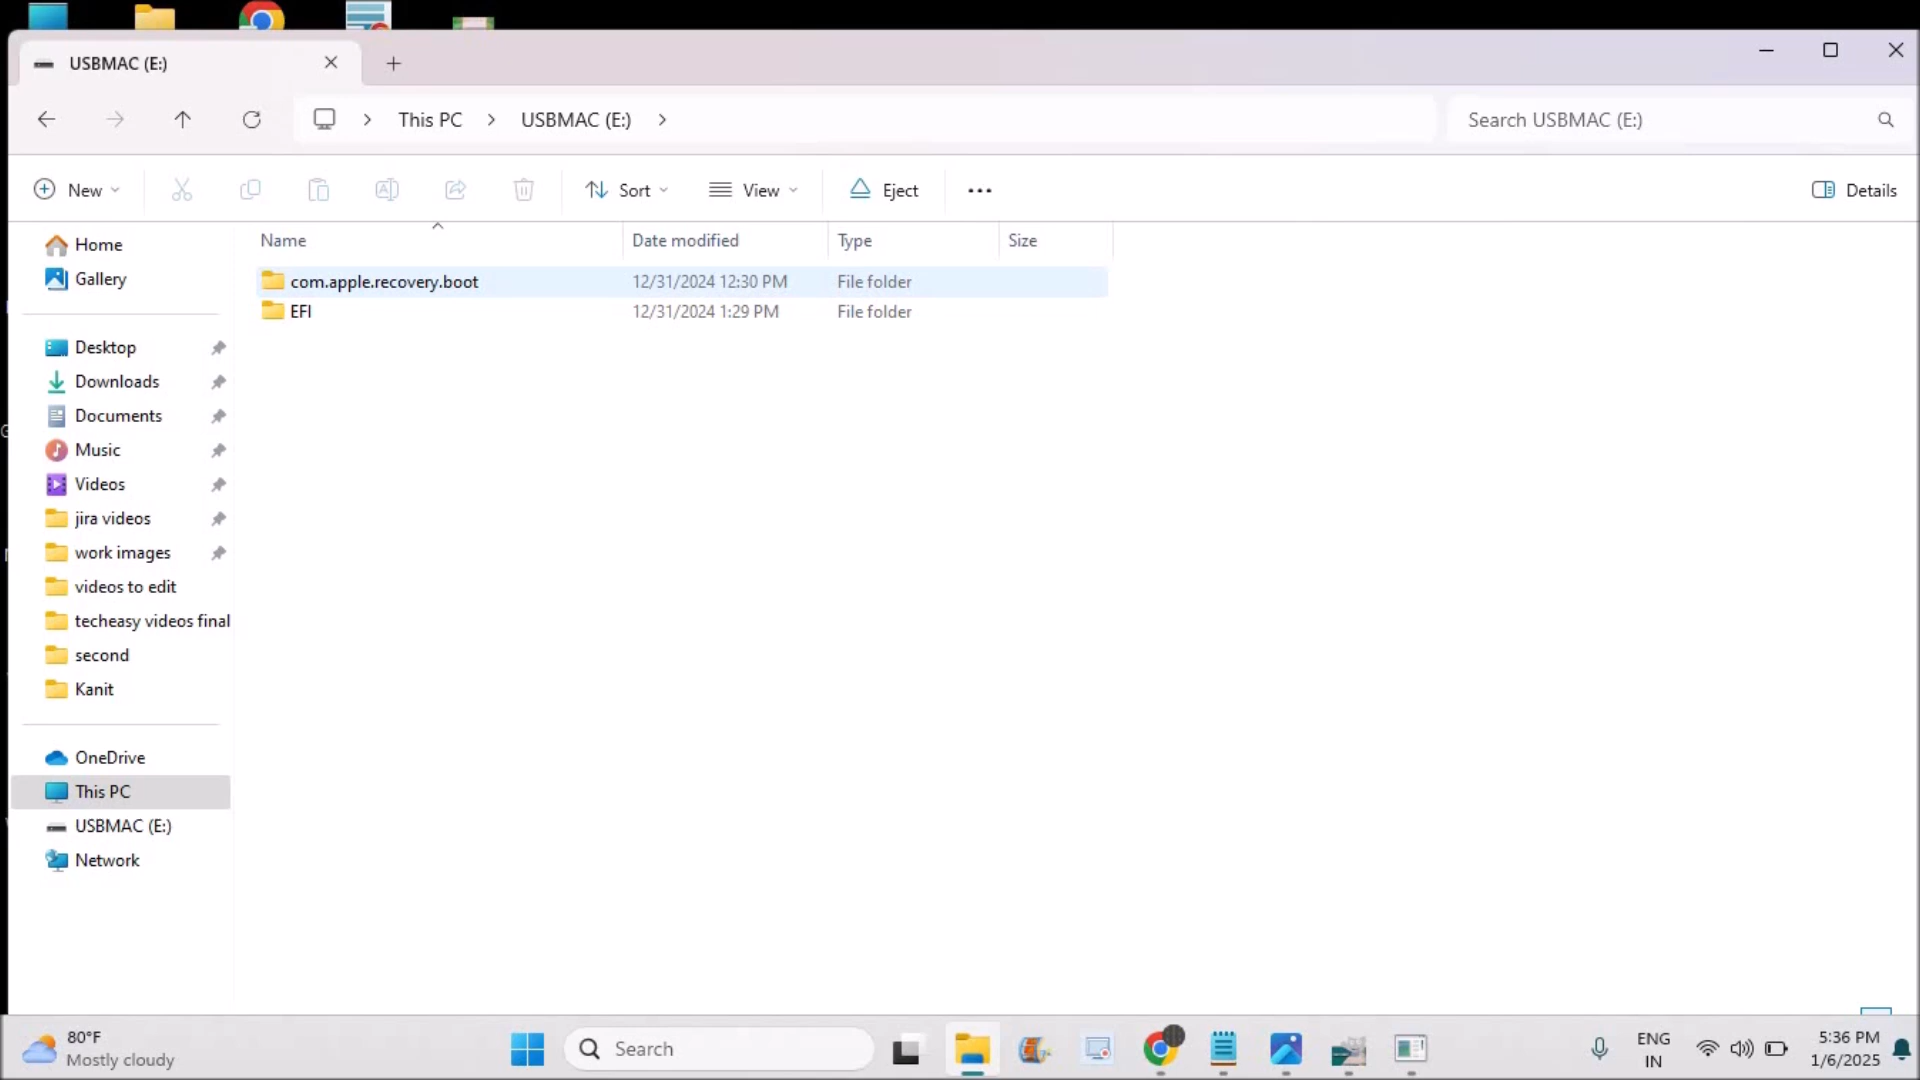 USBMAC (E:)
This PC
USBMAC (E:)
Search USBMAC (E:)
New
Sort
View
Eject
Details
Name
Date modified
Type
Size
com.apple.recovery.boot
12/31/2024 12:30 PM
File folder
EFI
12/31/2024 1:29 PM
File folder
Home
Gallery
Desktop
Downloads
Documents
Music
Videos
jira videos
work images
videos to edit
techeasy videos final
second
Kanit
OneDrive
This PC
USBMAC (E:)
Network
80°F
Mostly cloudy
Search
ENG
IN
5:36 PM
1/6/2025